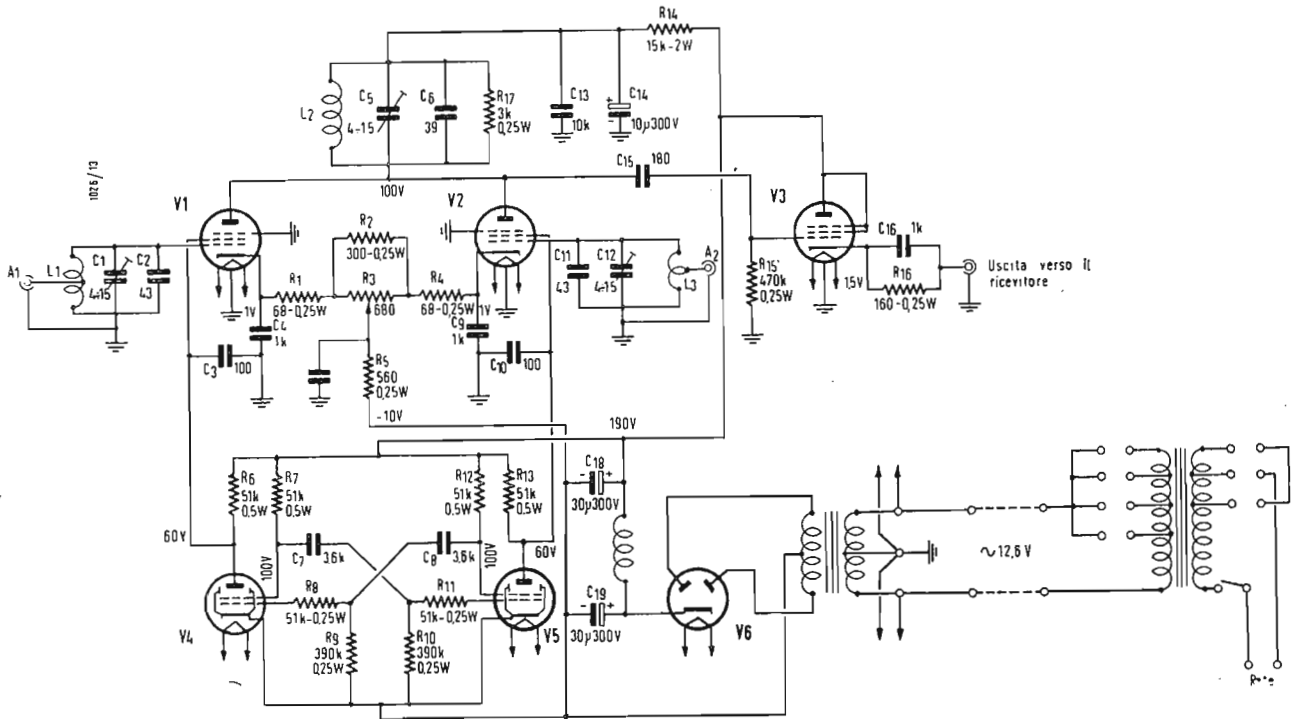 R14
15k-2W
L2
C5
4-15
C6
39
R17
3k
0,25W
C13
10k
+
C14
-
10µ300V
1026/13
100V
C15
180
V1
V2
V3
A1
L1
C1
4-15
C2
43
R2
300-0,25W
R1
68-0,25W
R3
680
R4
68-0,25W
1V
1V
C4
1k
C9
1k
C3
100
C10
100
C11
43
C12
4-15
L3
A2
R15
470k
0,25W
1,5V
C16
1k
R16
160-0,25W
Uscita verso il
ricevitore
R5
560
0,25W
-10V
190V
R6
51k
0,5W
R7
51k
0,5W
R12
51k
0,5W
R13
51k
0,5W
C18
- +
30µ300V
60V
100V
C7
3,6k
C8
3,6k
100V
60V
R8
51k-0,25W
R11
51k-0,25W
V4
V5
R9
390k
0,25W
R10
390k
0,25W
C19
- +
30µ300V
V6
~12,6V